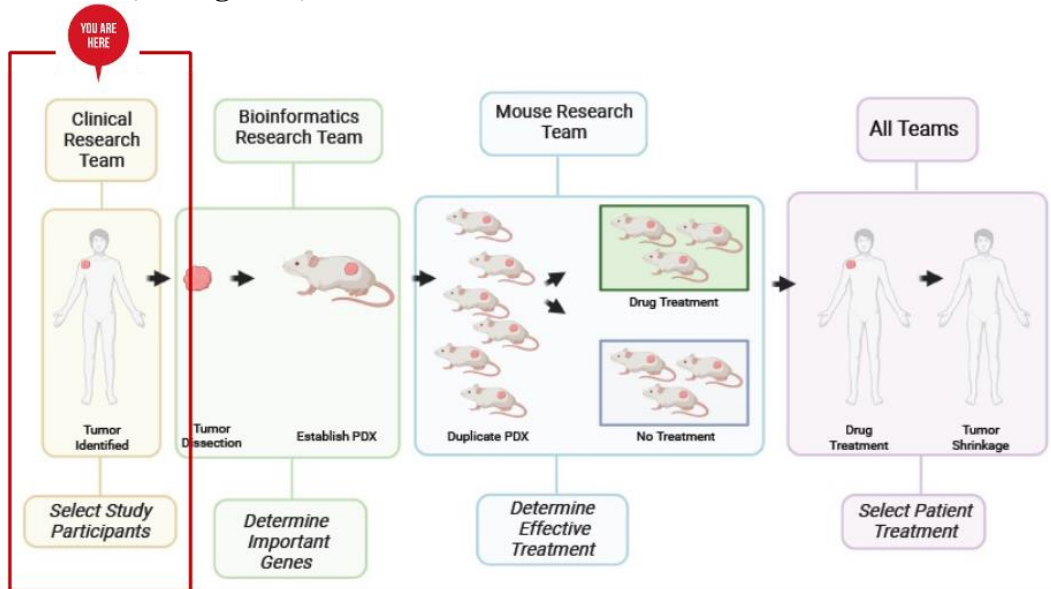 YOU ARE
HERE
Clinical
Research
Team
Bioinformatics
Research Team
Mouse Research
Team
All Teams
Tumor
Identified
Tumor
Dissection
Establish PDX
Duplicate PDX
Drug Treatment
No Treatment
Drug
Treatment
Tumor
Shrinkage
Select Study
Participants
Determine
Important
Genes
Determine
Effective
Treatment
Select Patient
Treatment